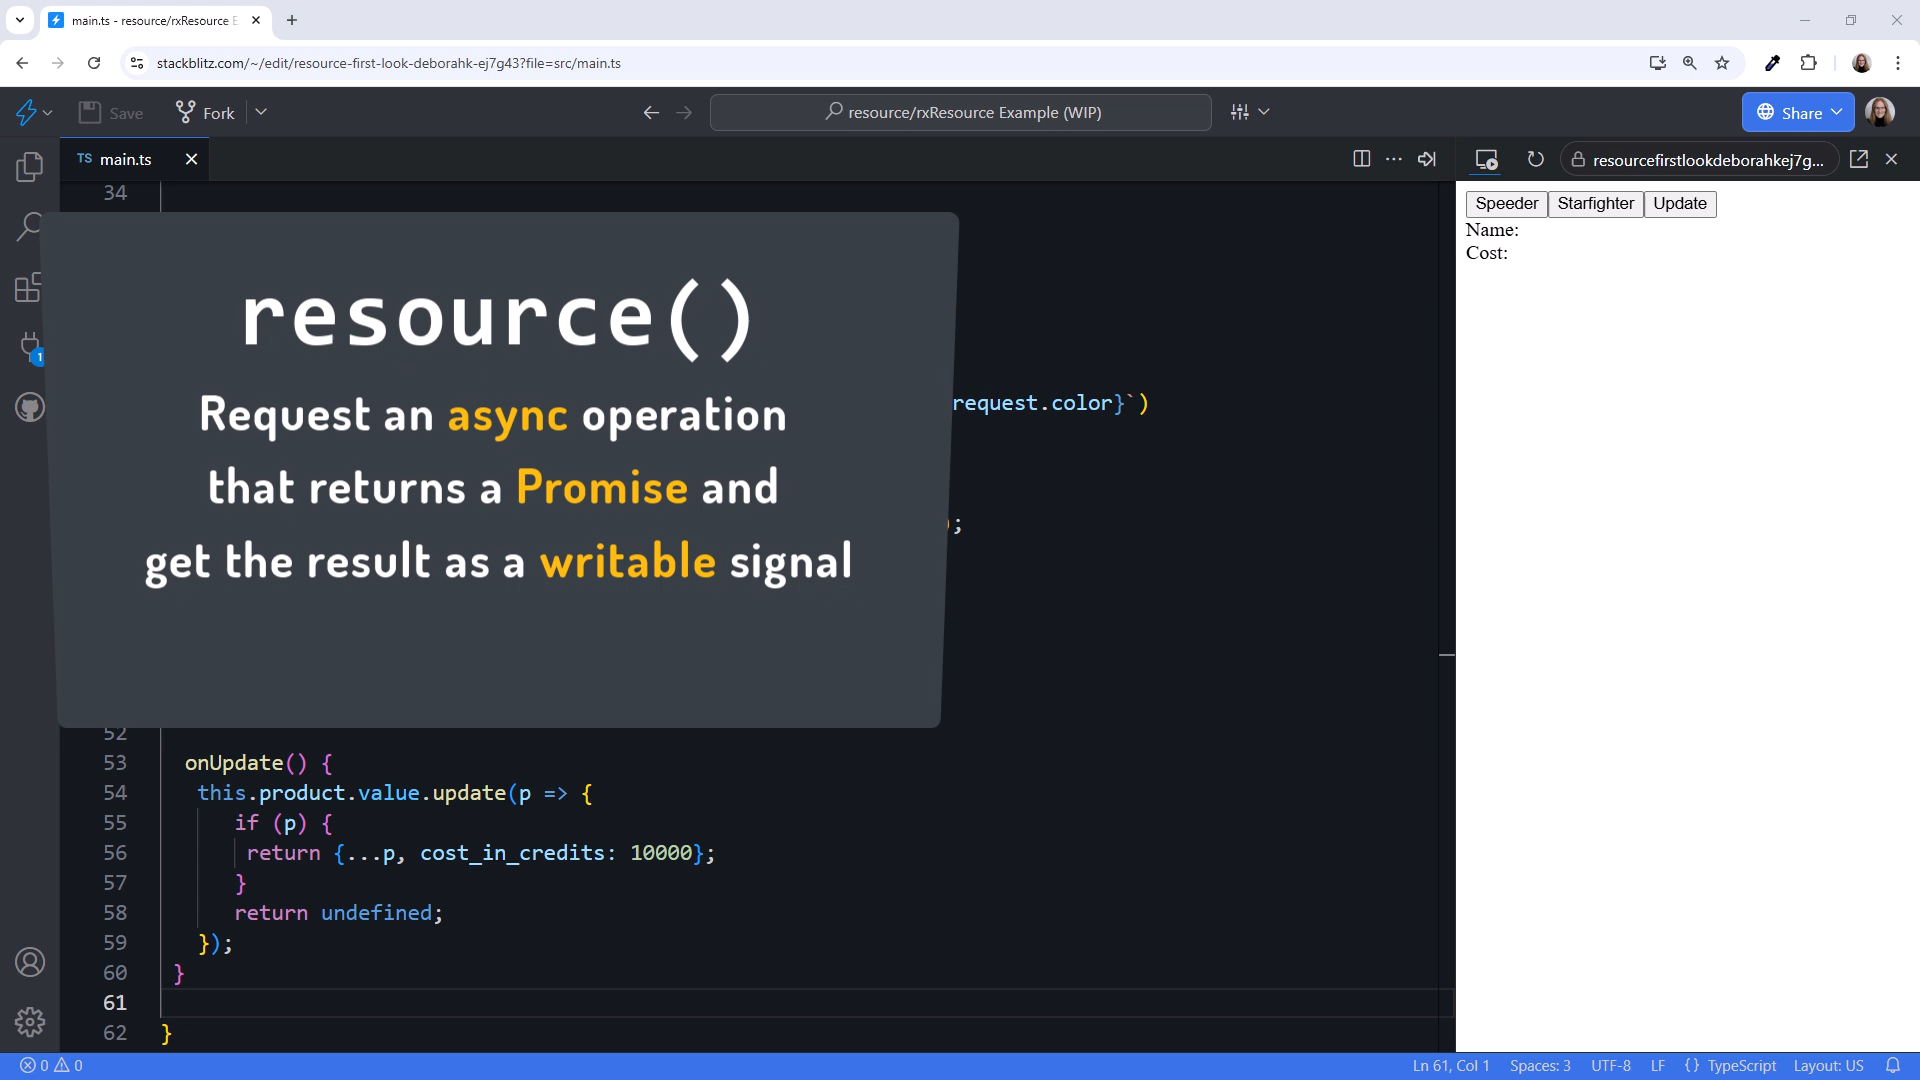 main.ts - resource/rxResource E
stackblitz.com/~/edit/resource-first-look-deborahk-ej7g43?file=src/main.ts
Save
Fork
resource/rxResource Example (WIP)
Share
TS main.ts
resourcefirstlookdeborahkej7g...
34
resource()
Request an async operation
that returns a Promise and
get the result as a writable signal
request.color}`)
;
1
52
53 onUpdate() {
54 this.product.value.update(p => {
55 if (p) {
56 return {...p, cost_in_credits: 10000};
57 }
58 return undefined;
59 });
60 }
61
62 }
Speeder Starfighter Update
Name:
Cost:
0 0
Ln 61, Col 1 Spaces: 3 UTF-8 LF {} TypeScript Layout: US